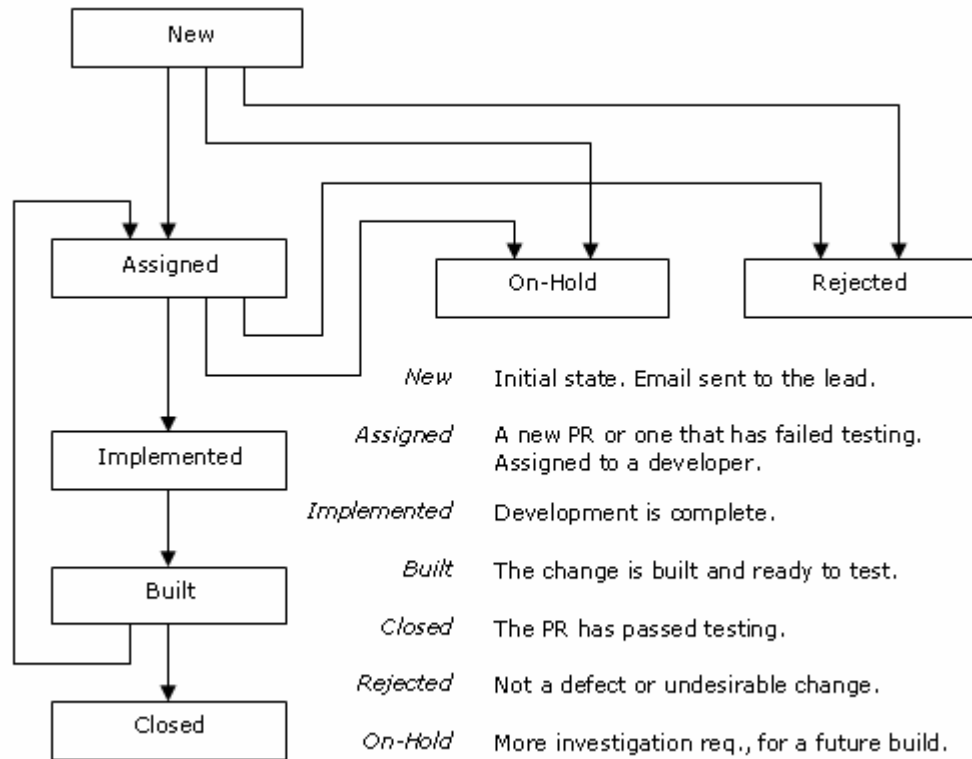 New
Assigned
On-Hold
Rejected
New Initial state. Email sent to the lead.
Assigned A new PR or one that has failed testing.
Assigned to a developer.
Implemented
Implemented Development is complete.
Built The change is built and ready to test.
Built
Closed The PR has passed testing.
Rejected Not a defect or undesirable change.
Closed
On-Hold More investigation req., for a future build.